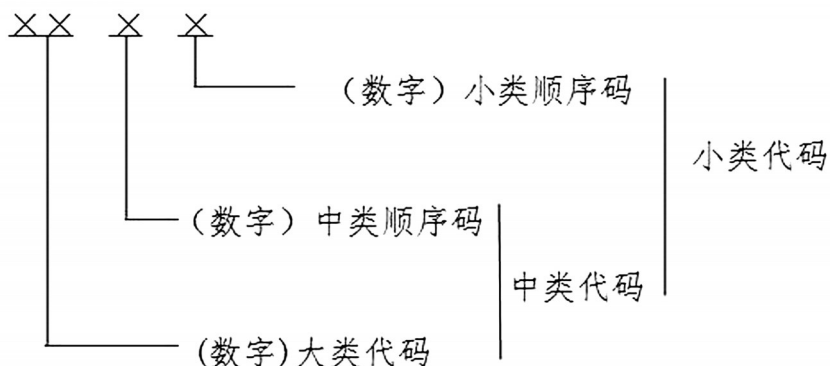 ×× × ×
（数字）小类顺序码
小类代码
（数字）中类顺序码
中类代码
(数字)大类代码